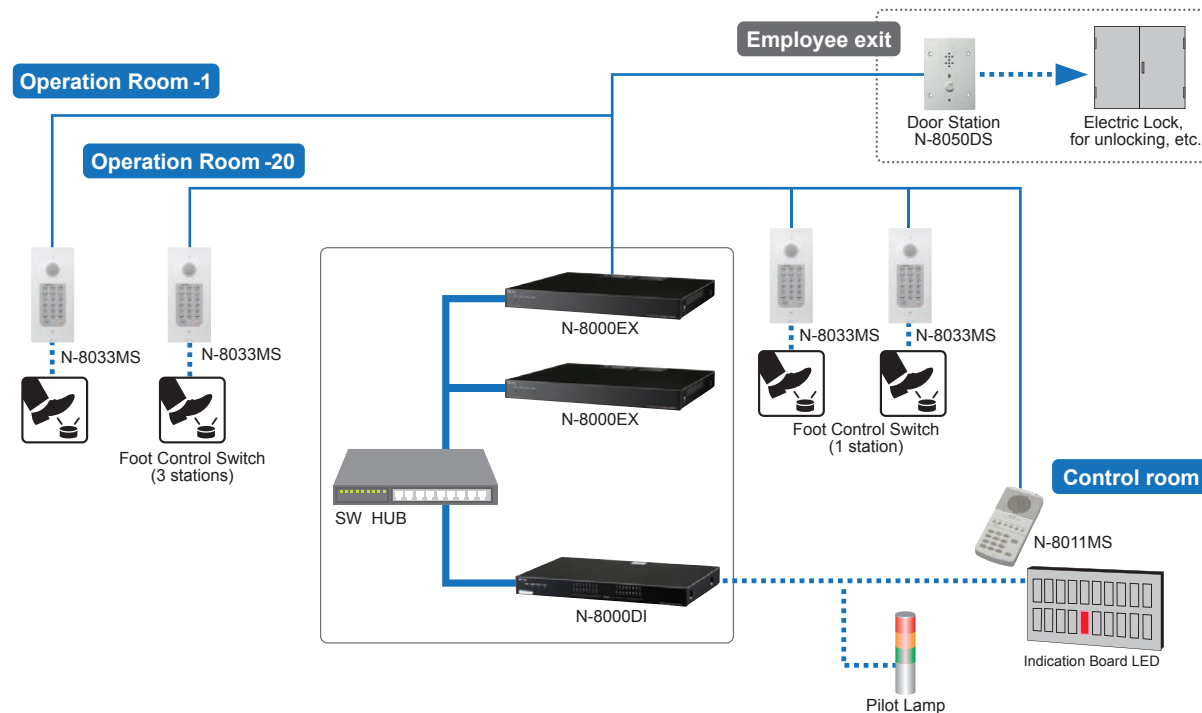 Employee exit
Operation Room -1
Door Station
N-8050DS
Electric Lock,
for unlocking, etc.
Operation Room -20
N-8033MS
N-8033MS
N-8000EX
N-8033MS
N-8033MS
N-8000EX
Foot Control Switch
(3 stations)
Foot Control Switch
(1 station)
Control room
SW HUB
N-8011MS
N-8000DI
Indication Board LED
Pilot Lamp